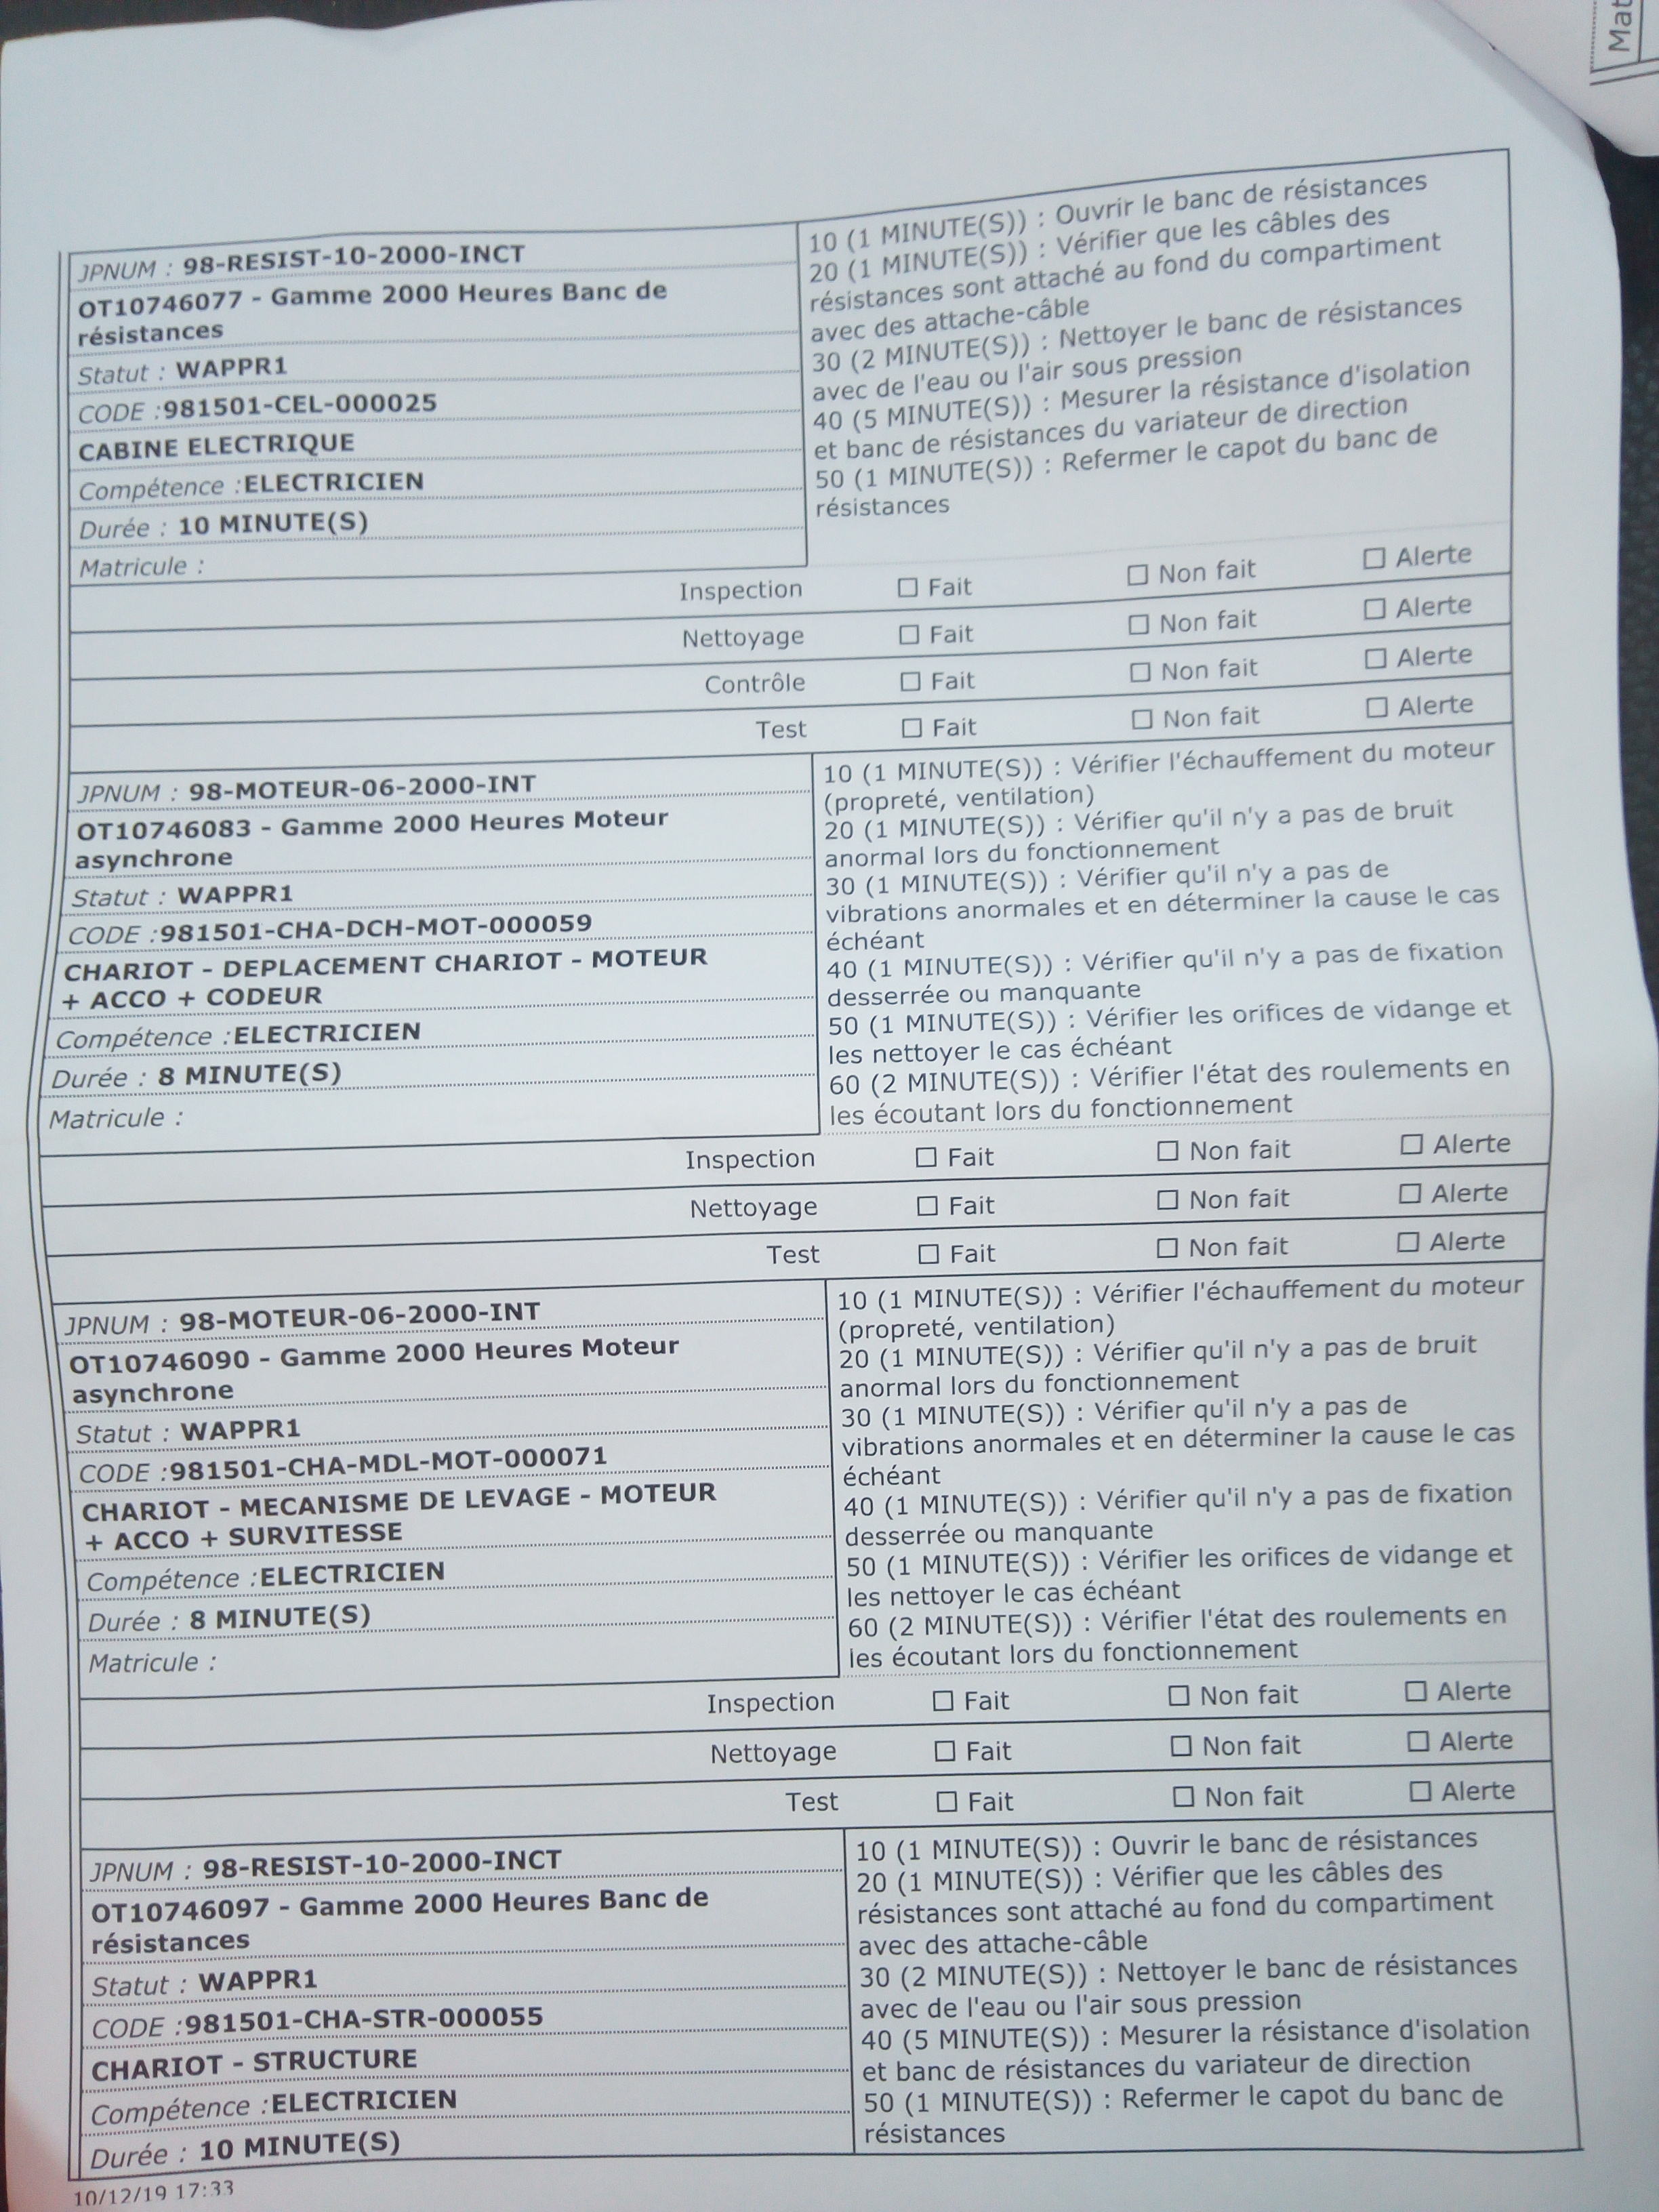 Mat
JPNUM : 98-RESIST-10-2000-INCT
OT10746077 - Gamme 2000 Heures Banc de
résistances
Statut : WAPPR1
CODE :981501-CEL-000025
CABINE ELECTRIQUE
Compétence :ELECTRICIEN
Durée : 10 MINUTE(S)
Matricule :
10 (1 MINUTE(S)) : Ouvrir le banc de résistances
20 (1 MINUTE(S)) : Vérifier que les câbles des
résistances sont attaché au fond du compartiment
avec des attache-câble
30 (2 MINUTE(S)) : Nettoyer le banc de résistances
avec de l'eau ou l'air sous pression
40 (5 MINUTE(S)) : Mesurer la résistance d'isolation
et banc de résistances du variateur de direction
50 (1 MINUTE(S)) : Refermer le capot du banc de
résistances
Inspection ☐ Fait ☐ Non fait ☐ Alerte
Nettoyage ☐ Fait ☐ Non fait ☐ Alerte
Contrôle ☐ Fait ☐ Non fait ☐ Alerte
Test ☐ Fait ☐ Non fait ☐ Alerte
JPNUM : 98-MOTEUR-06-2000-INT
OT10746083 - Gamme 2000 Heures Moteur
asynchrone
Statut : WAPPR1
CODE :981501-CHA-DCH-MOT-000059
CHARIOT - DEPLACEMENT CHARIOT - MOTEUR
+ ACCO + CODEUR
Compétence :ELECTRICIEN
Durée : 8 MINUTE(S)
Matricule :
10 (1 MINUTE(S)) : Vérifier l'échauffement du moteur
(propreté, ventilation)
20 (1 MINUTE(S)) : Vérifier qu'il n'y a pas de bruit
anormal lors du fonctionnement
30 (1 MINUTE(S)) : Vérifier qu'il n'y a pas de
vibrations anormales et en déterminer la cause le cas
échéant
40 (1 MINUTE(S)) : Vérifier qu'il n'y a pas de fixation
desserrée ou manquante
50 (1 MINUTE(S)) : Vérifier les orifices de vidange et
les nettoyer le cas échéant
60 (2 MINUTE(S)) : Vérifier l'état des roulements en
les écoutant lors du fonctionnement
Inspection ☐ Fait ☐ Non fait ☐ Alerte
Nettoyage ☐ Fait ☐ Non fait ☐ Alerte
Test ☐ Fait ☐ Non fait ☐ Alerte
JPNUM : 98-MOTEUR-06-2000-INT
OT10746090 - Gamme 2000 Heures Moteur
asynchrone
Statut : WAPPR1
CODE :981501-CHA-MDL-MOT-000071
CHARIOT - MECANISME DE LEVAGE - MOTEUR
+ ACCO + SURVITESSE
Compétence :ELECTRICIEN
Durée : 8 MINUTE(S)
Matricule :
10 (1 MINUTE(S)) : Vérifier l'échauffement du moteur
(propreté, ventilation)
20 (1 MINUTE(S)) : Vérifier qu'il n'y a pas de bruit
anormal lors du fonctionnement
30 (1 MINUTE(S)) : Vérifier qu'il n'y a pas de
vibrations anormales et en déterminer la cause le cas
échéant
40 (1 MINUTE(S)) : Vérifier qu'il n'y a pas de fixation
desserrée ou manquante
50 (1 MINUTE(S)) : Vérifier les orifices de vidange et
les nettoyer le cas échéant
60 (2 MINUTE(S)) : Vérifier l'état des roulements en
les écoutant lors du fonctionnement
Inspection ☐ Fait ☐ Non fait ☐ Alerte
Nettoyage ☐ Fait ☐ Non fait ☐ Alerte
Test ☐ Fait ☐ Non fait ☐ Alerte
JPNUM : 98-RESIST-10-2000-INCT
OT10746097 - Gamme 2000 Heures Banc de
résistances
Statut : WAPPR1
CODE :981501-CHA-STR-000055
CHARIOT - STRUCTURE
Compétence :ELECTRICIEN
Durée : 10 MINUTE(S)
10 (1 MINUTE(S)) : Ouvrir le banc de résistances
20 (1 MINUTE(S)) : Vérifier que les câbles des
résistances sont attaché au fond du compartiment
avec des attache-câble
30 (2 MINUTE(S)) : Nettoyer le banc de résistances
avec de l'eau ou l'air sous pression
40 (5 MINUTE(S)) : Mesurer la résistance d'isolation
et banc de résistances du variateur de direction
50 (1 MINUTE(S)) : Refermer le capot du banc de
résistances
10/12/19 17:33